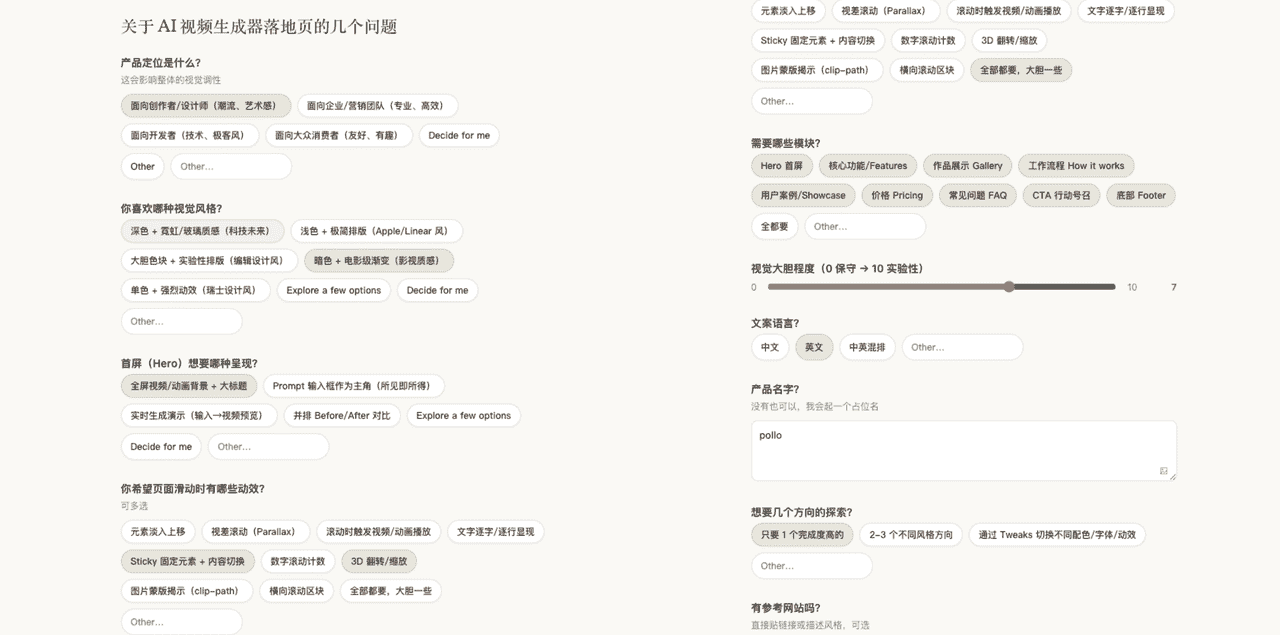 关于 AI 视频生成器落地页的几个问题
产品定位是什么?
这会影响整体的视觉调性
面向创作者/设计师（潮流、艺术感）
面向企业/营销团队（专业、高效）
面向开发者（技术、极客风）
面向大众消费者（友好、有趣）
Decide for me
Other
Other...
你喜欢哪种视觉风格?
深色 + 霓虹/玻璃质感（科技未来）
浅色 + 极简排版（Apple/Linear 风）
大胆色块 + 实验性排版（编辑设计风）
暗色 + 电影级渐变（影视质感）
单色 + 强烈动效（瑞士设计风）
Explore a few options
Decide for me
Other...
首屏（Hero）想要哪种呈现?
全屏视频/动画背景 + 大标题
Prompt 输入框作为主角（所见即所得）
实时生成演示（输入→视频预览）
并排 Before/After 对比
Explore a few options
Decide for me
Other...
你希望页面滑动时有哪些动效?
可多选
元素淡入上移
视差滚动（Parallax）
滚动时触发视频/动画播放
文字逐字/逐行显现
Sticky 固定元素 + 内容切换
数字滚动计数
3D 翻转/缩放
图片蒙版揭示（clip-path）
横向滚动区块
全部都要，大胆一些
Other...
元素淡入上移
视差滚动（Parallax）
滚动时触发视频/动画播放
文字逐字/逐行显现
Sticky 固定元素 + 内容切换
数字滚动计数
3D 翻转/缩放
图片蒙版揭示（clip-path）
横向滚动区块
全部都要，大胆一些
Other...
需要哪些模块?
Hero 首屏
核心功能/Features
作品展示 Gallery
工作流程 How it works
用户案例/Showcase
价格 Pricing
常见问题 FAQ
CTA 行动号召
底部 Footer
全都要
Other...
视觉大胆程度（0 保守 → 10 实验性）
0
10
7
文案语言?
中文
英文
中英混排
Other...
产品名字?
没有也可以，我会起一个占位名
pollo
想要几个方向的探索?
只要 1 个完成度高的
2-3 个不同风格方向
通过 Tweaks 切换不同配色/字体/动效
Other...
有参考网站吗?
直接贴链接或描述风格，可选